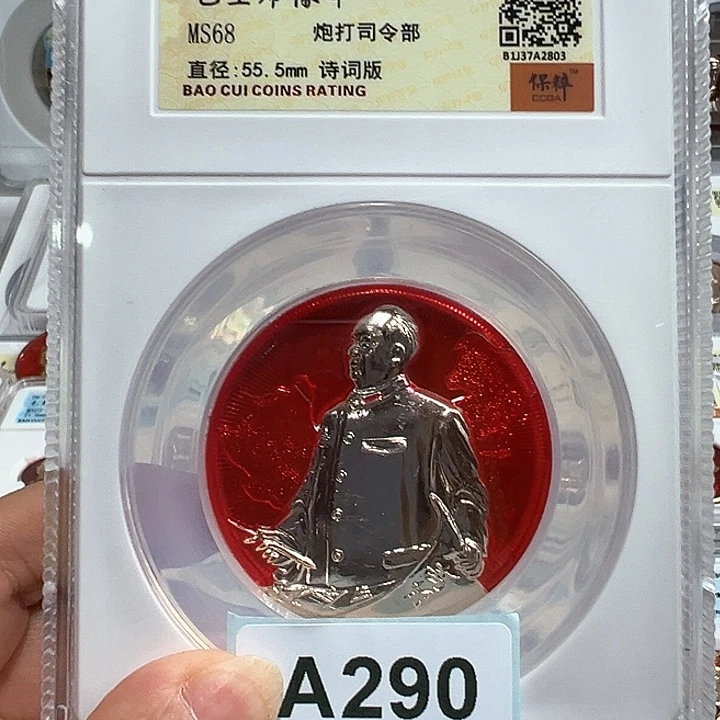 MS68 炮打司令部
B1J37A2803
直径:55.5mm 诗词版
BAO CUI COINS RATING
保粹
CCGA
A290